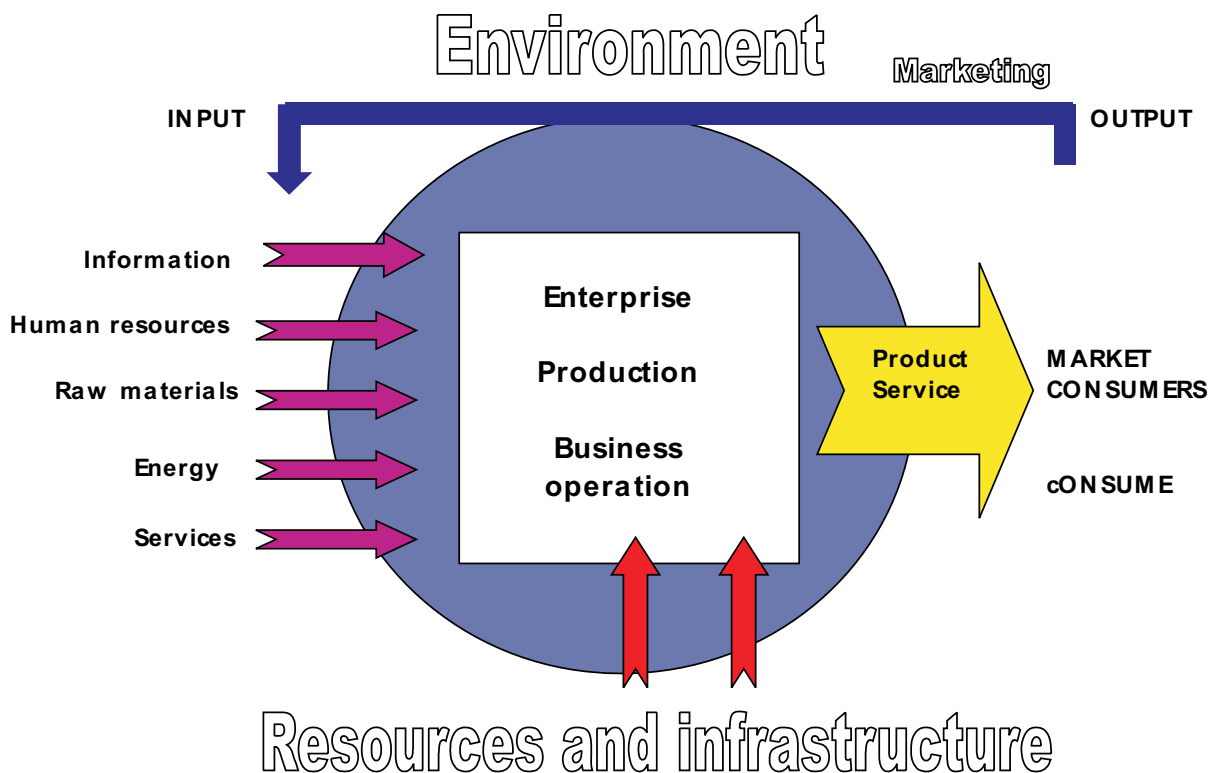 Environment
Marketing
INPUT
OUTPUT
Information
Human resources
Raw materials
Energy
Services
Enterprise
Production
Business
operation
Product
Service
MARKET
CONSUMERS
cONSUME
Resources and infrastructure